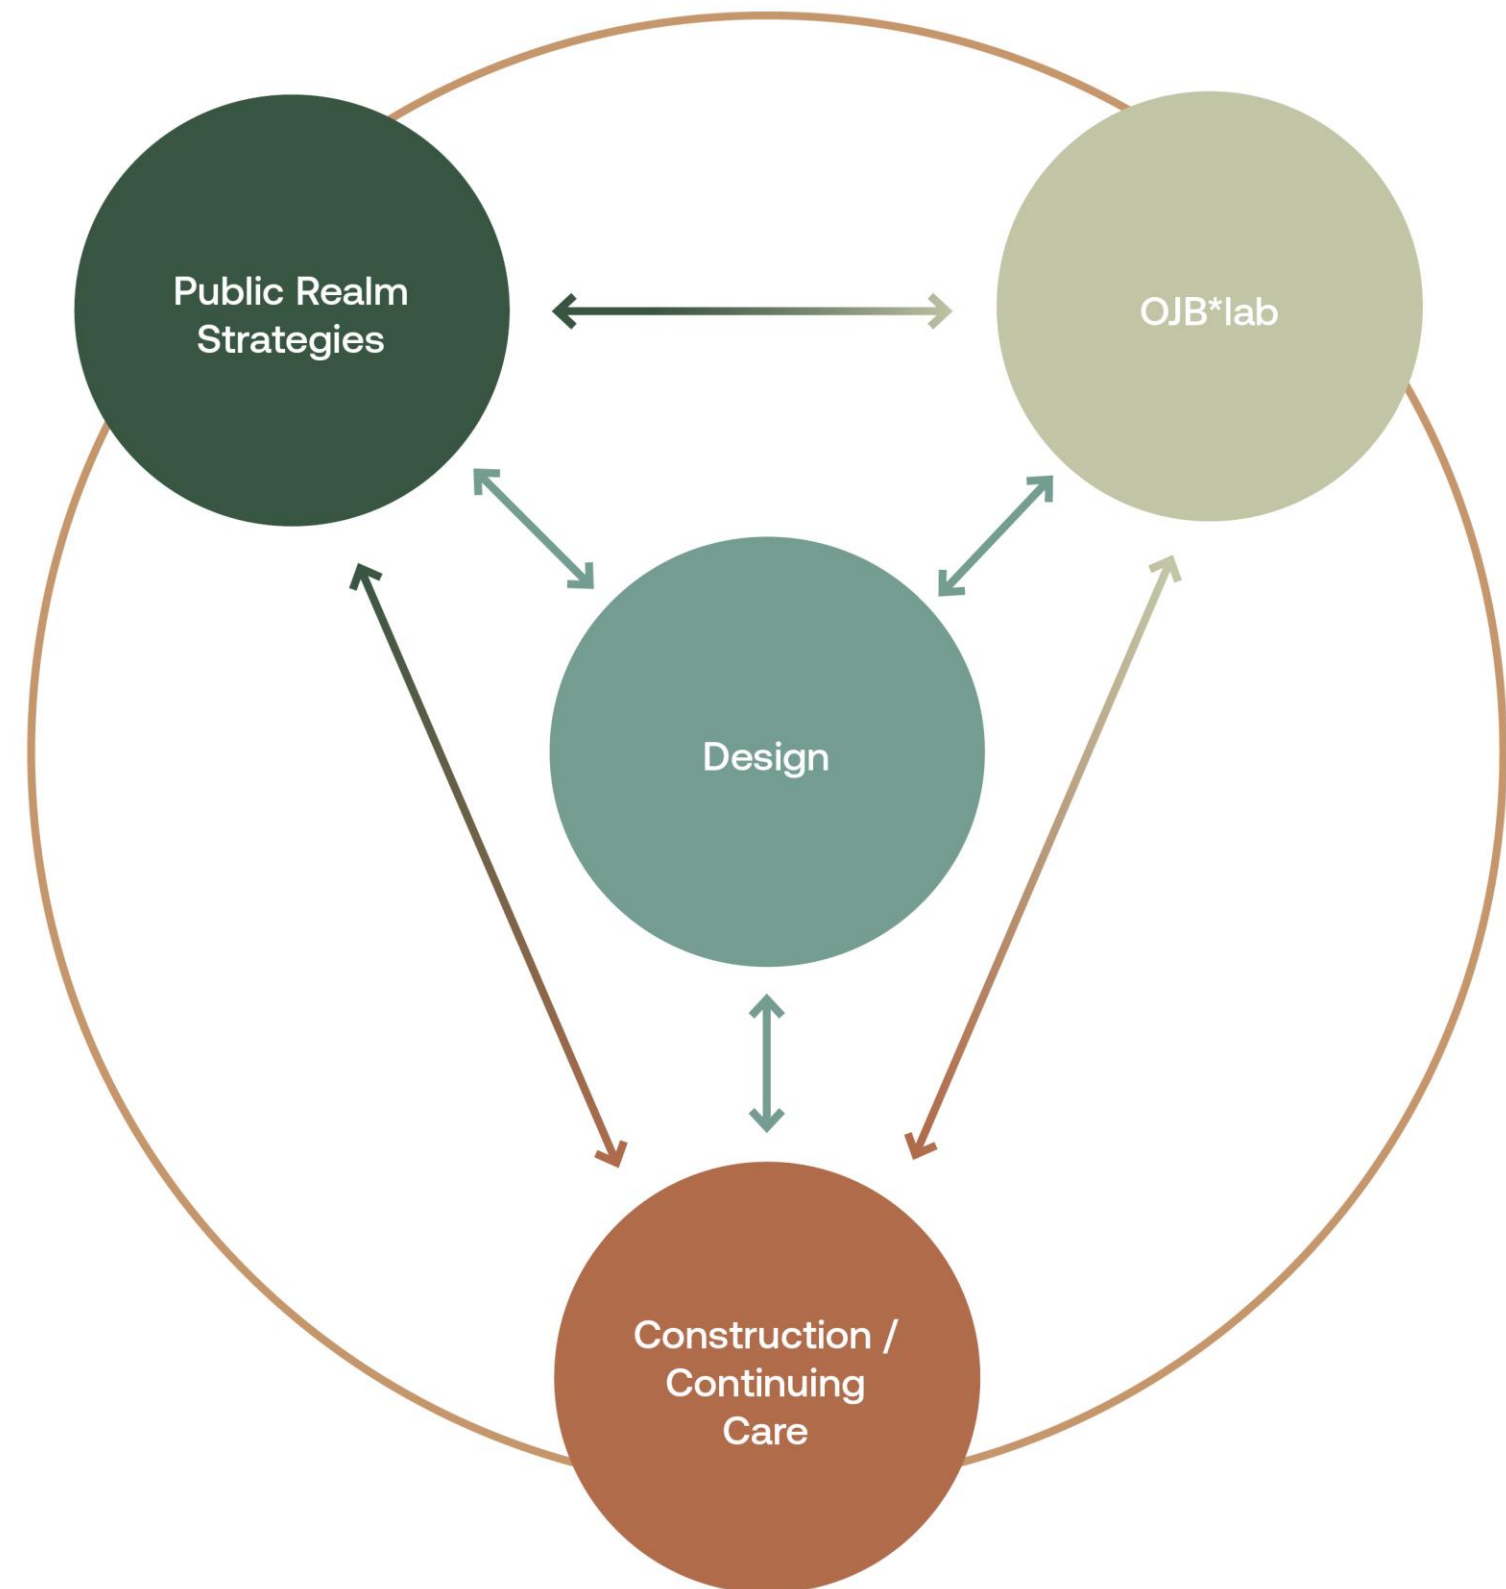 Public Realm
Strategies
OJB*lab
Design
Construction /
Continuing
Care